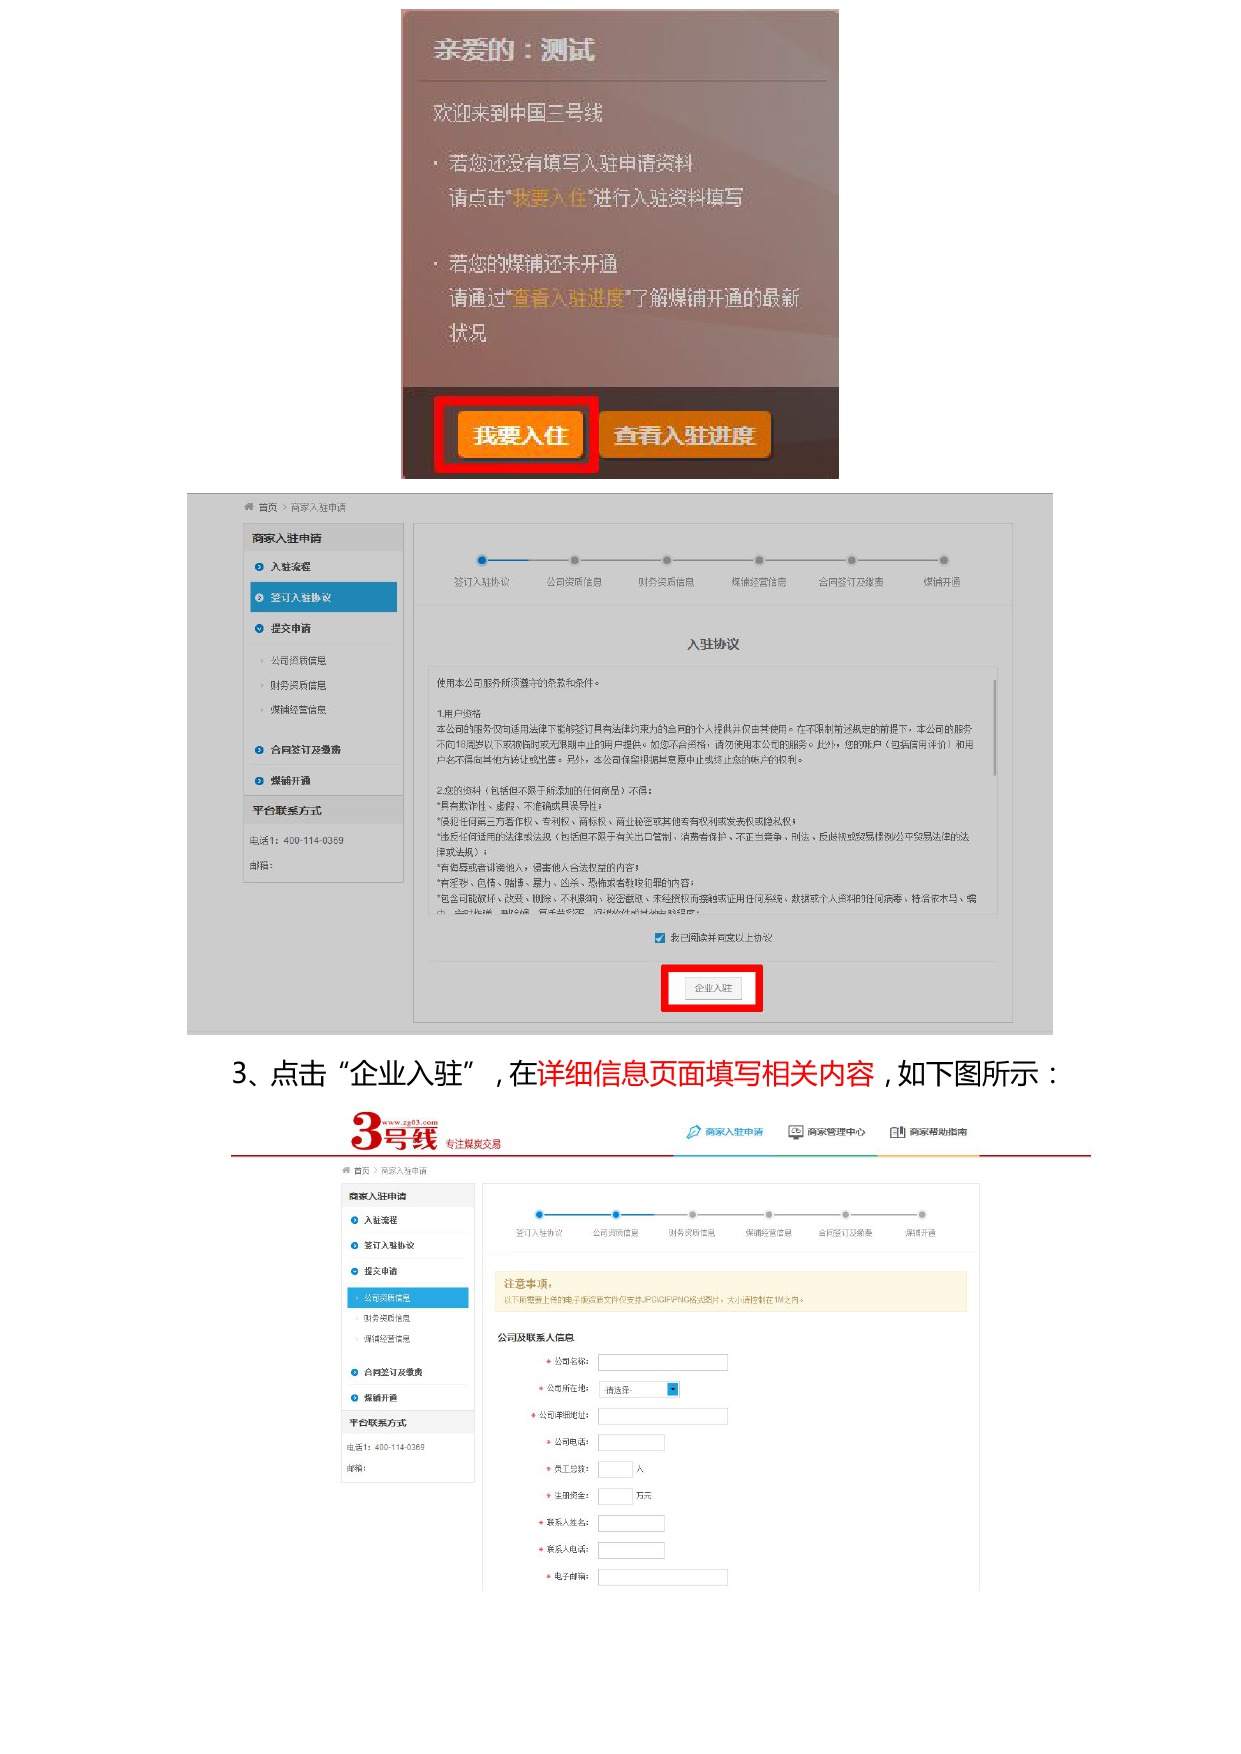 亲爱的：测试
欢迎来到中国三号线
· 若您还没有填写入驻申请资料
请点击“我要入住”进行入驻资料填写
· 若您的煤铺还未开通
请通过“查看入驻进度”了解煤铺开通的最新
状况
我要入住
查看入驻进度
首页 > 商家入驻申请
商家入驻申请
入驻流程
签订入驻协议
提交申请
公司资质信息
财务资质信息
煤铺经营信息
合同签订及缴费
煤铺开通
平台联系方式
电话1：400-114-0369
邮箱：
签订入驻协议 公司资质信息 财务资质信息 煤铺经营信息 合同签订及缴费 煤铺开通
入驻协议
使用本公司服务所须遵守的条款和条件。
1.用户资格
本公司的服务仅向适用法律下能够签订具有法律约束力的合同的个人提供并仅由其使用。在不限制前述规定的前提下，本公司的服务
不向18周岁以下或被临时或无限期中止的用户提供。如您不合资格，请勿使用本公司的服务。此外，您的帐户（包括信用评价）和用
户名不得向其他方转让或出售。另外，本公司保留根据其意愿中止或终止您的帐户的权利。
2.您的资料（包括但不限于所添加的任何商品）不得：
*具有欺诈性、虚假、不准确或具误导性；
*侵犯任何第三方著作权、专利权、商标权、商业秘密或其他专有权利或发表权或隐私权；
*违反任何适用的法律或法规（包括但不限于有关出口管制、消费者保护、不正当竞争、刑法、反歧视或贸易惯例/公平贸易法律的法
律或法规）；
*有侮辱或者诽谤他人，侵害他人合法权益的内容；
*有淫秽、色情、赌博、暴力、凶杀、恐怖或者教唆犯罪的内容；
*包含可能破坏、改变、删除、不利影响、秘密截取、未经授权而接触或征用任何系统、数据或个人资料的任何病毒、特洛依木马、蠕
我已阅读并同意以上协议
企业入驻
3、点击“企业入驻”，在详细信息页面填写相关内容，如下图所示：
www.zg03.com
3号线 专注煤炭交易
商家入驻申请 商家管理中心 商家帮助指南
首页 > 商家入驻申请
商家入驻申请
入驻流程
签订入驻协议
提交申请
公司资质信息
财务资质信息
煤铺经营信息
合同签订及缴费
煤铺开通
平台联系方式
电话1：400-114-0369
邮箱：
签订入驻协议 公司资质信息 财务资质信息 煤铺经营信息 合同签订及缴费 煤铺开通
注意事项：
以下所需要上传的电子版资质文件仅支持JPG\GIF\PNG格式图片，大小请控制在1M之内。
公司及联系人信息
* 公司名称：
* 公司所在地： -请选择-
* 公司详细地址：
* 公司电话：
* 员工总数： 人
* 注册资金： 万元
* 联系人姓名：
* 联系人电话：
* 电子邮箱：